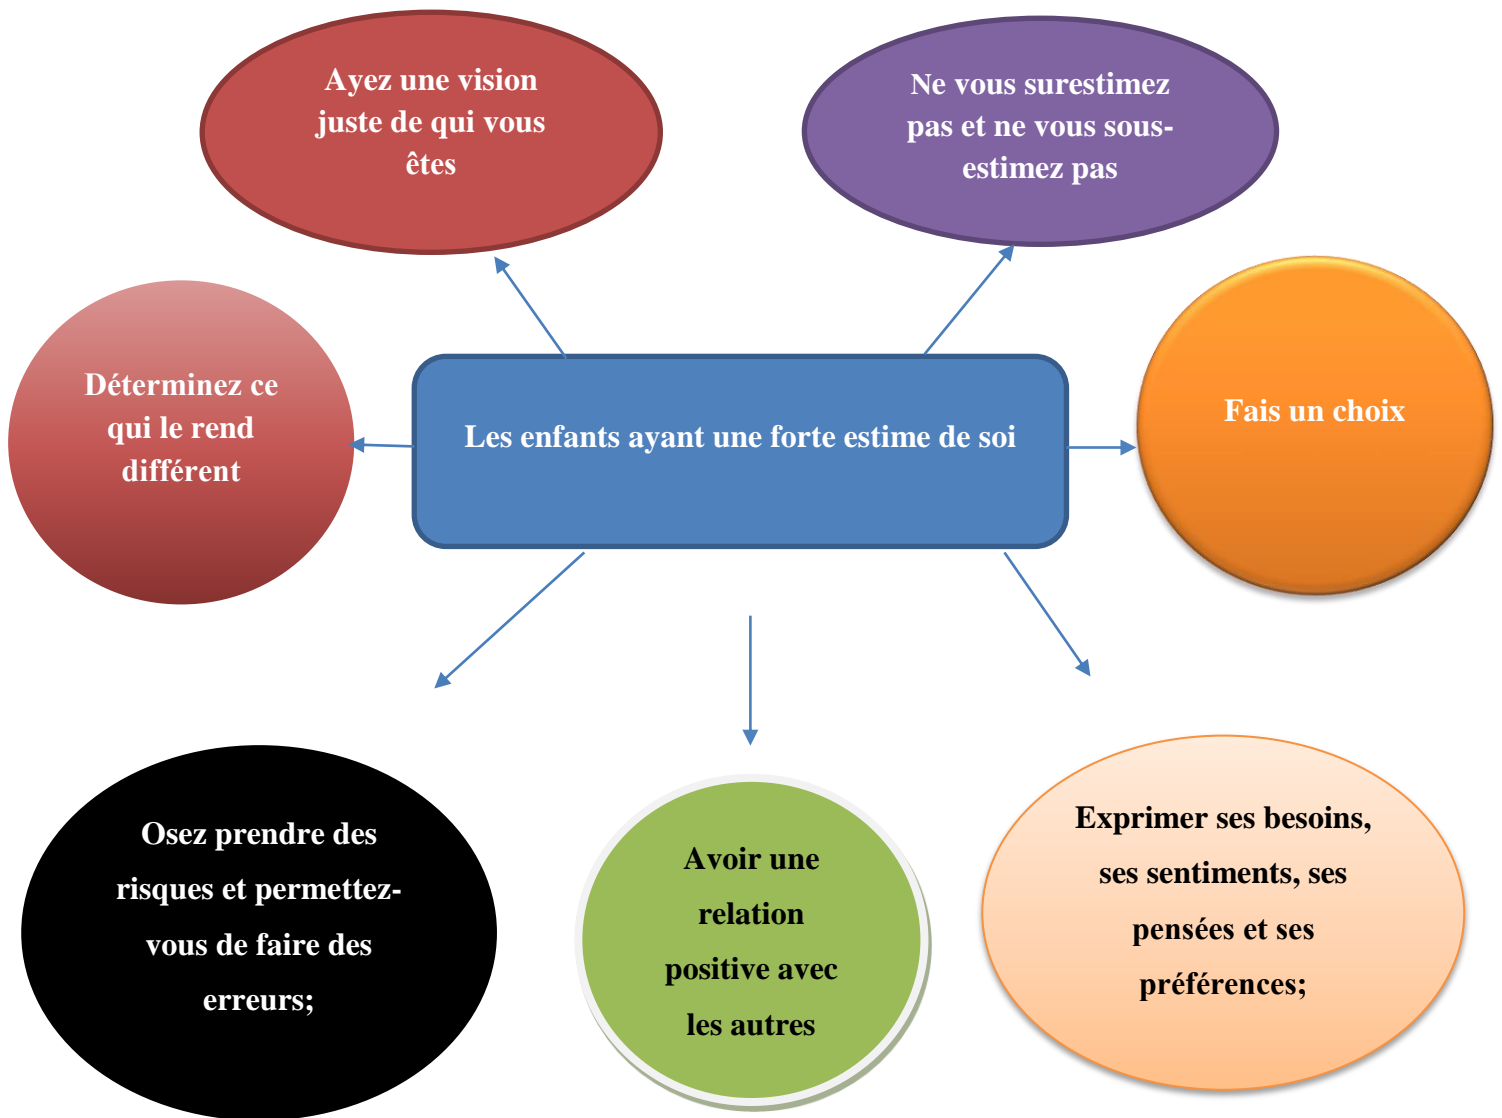 Ayez une vision
juste de qui vous
êtes
Ne vous surestimez
pas et ne vous sous-
estimez pas
Déterminez ce
qui le rend
différent
Les enfants ayant une forte estime de soi
Fais un choix
Osez prendre des
risques et permettez-
vous de faire des
erreurs;
Avoir une
relation
positive avec
les autres
Exprimer ses besoins,
ses sentiments, ses
pensées et ses
préférences;